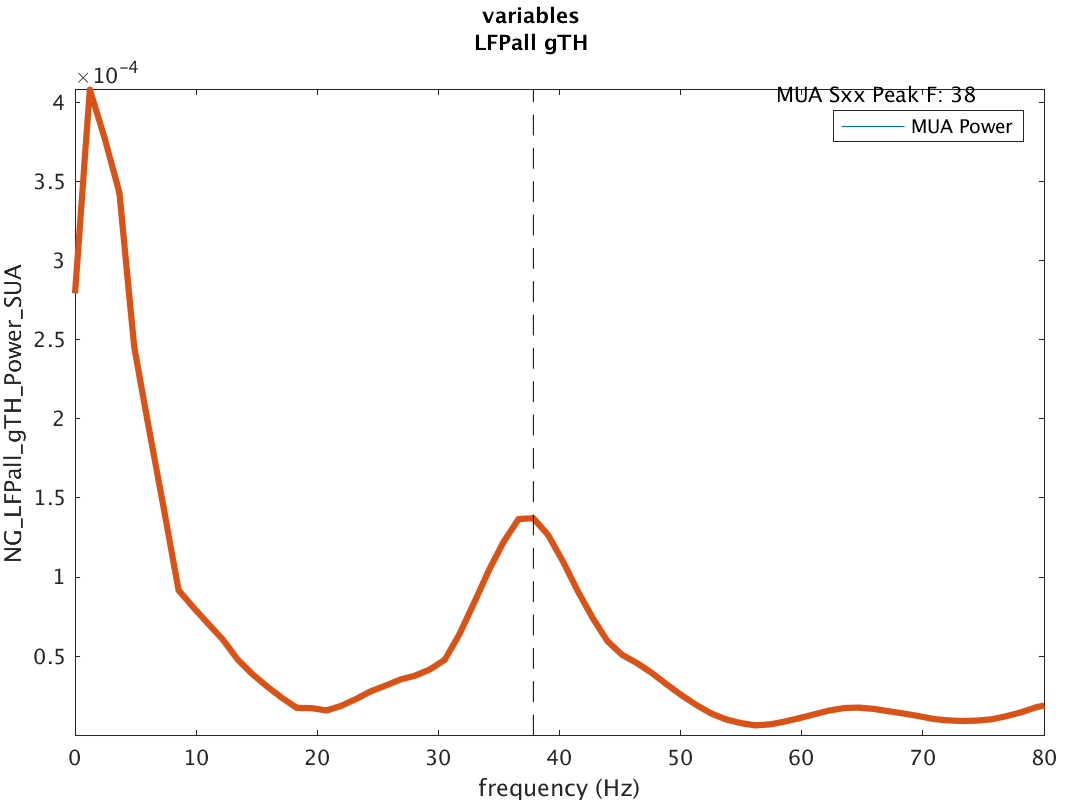 variables
LFPall gTH
×10⁻⁴
MUA Sxx Peak F: 38
MUA Power
4
3.5
3
2.5
2
1.5
1
0.5
NG_LFPall_gTH_Power_SUA
0 10 20 30 40 50 60 70 80
frequency (Hz)